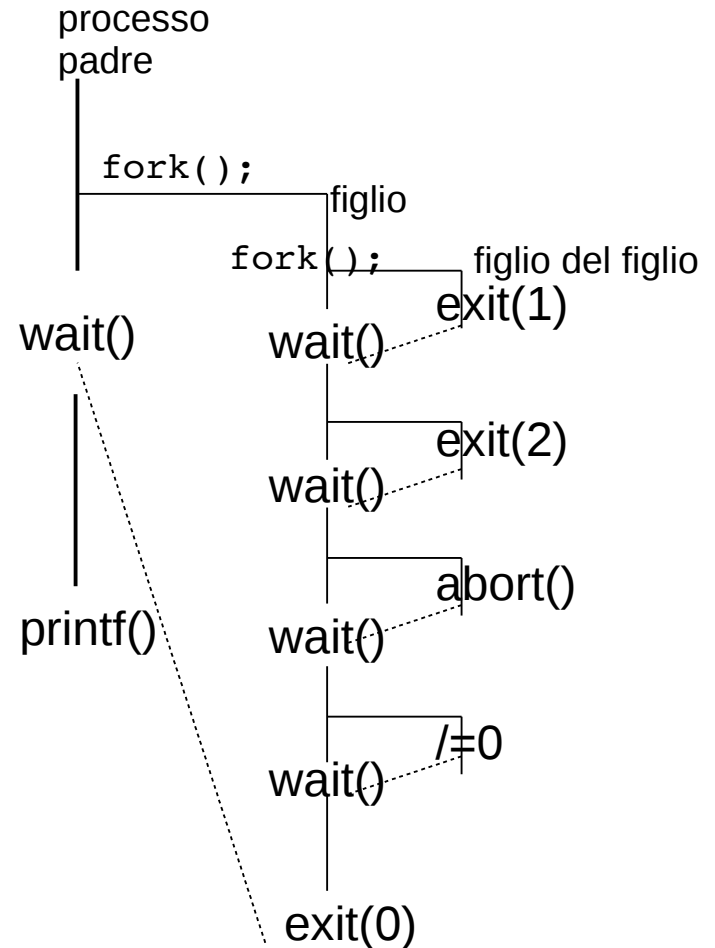 processo
padre
fork();
figlio
fork();
figlio del figlio
exit(1)
wait()
wait()
exit(2)
wait()
abort()
printf()
wait()
/=0
wait()
exit(0)